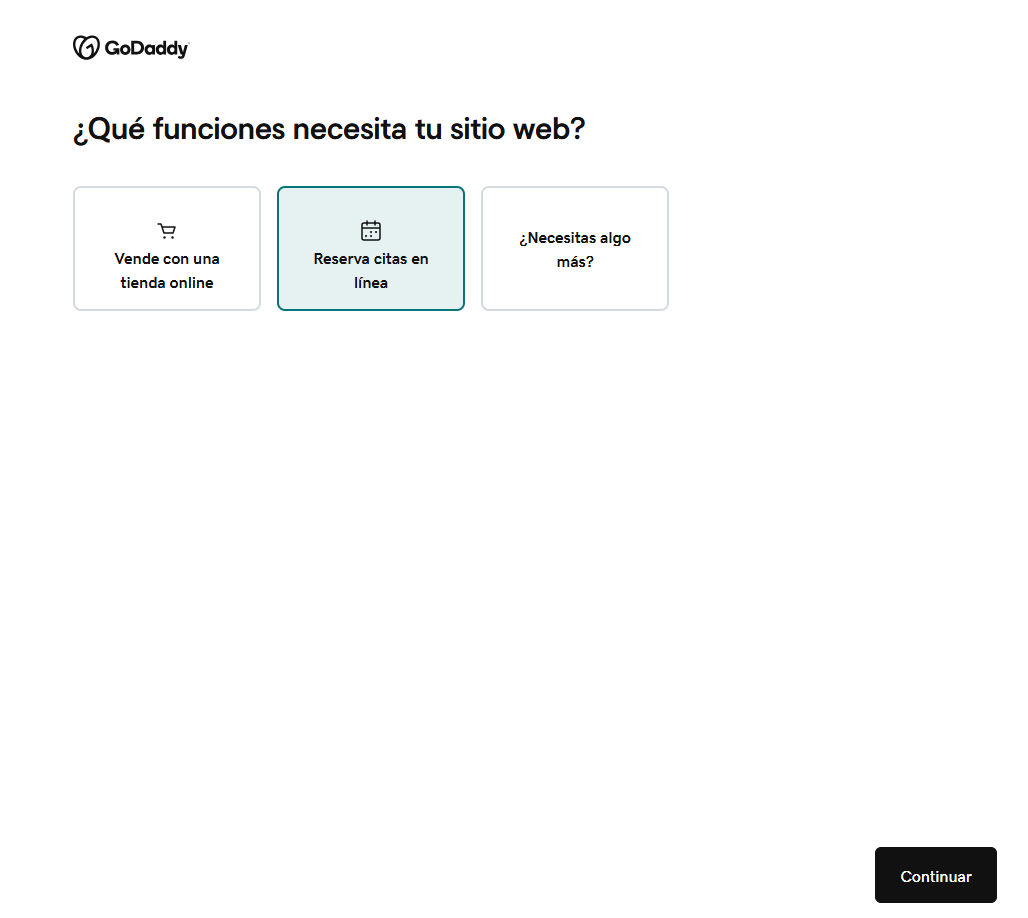 GoDaddy
¿Qué funciones necesita tu sitio web?
Vende con una
tienda online
Reserva citas en
línea
¿Necesitas algo
más?
Continuar